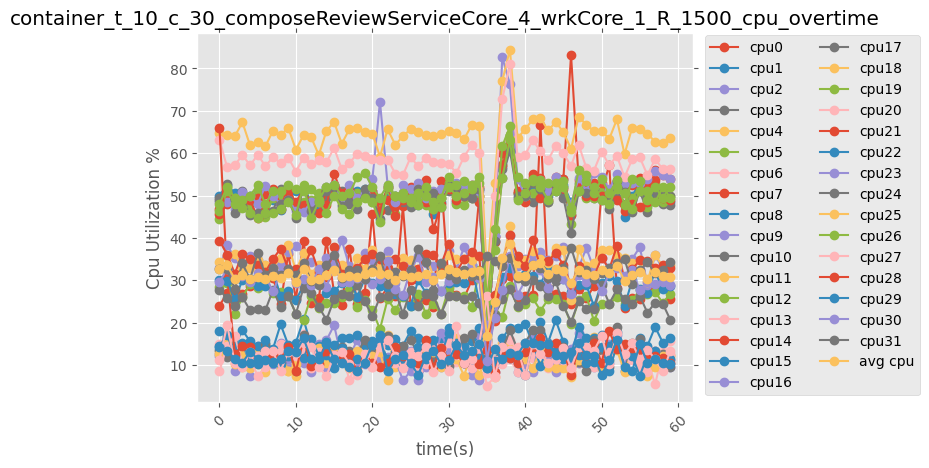 container_t_10_c_30_composeReviewServiceCore_4_wrkCore_1_R_1500_cpu_overtime
Cpu Utilization %
80
70
60
50
40
30
20
10
0
10
20
30
40
50
60
time(s)
cpu0
cpu1
cpu2
cpu3
cpu4
cpu5
cpu6
cpu7
cpu8
cpu9
cpu10
cpu11
cpu12
cpu13
cpu14
cpu15
cpu16
cpu17
cpu18
cpu19
cpu20
cpu21
cpu22
cpu23
cpu24
cpu25
cpu26
cpu27
cpu28
cpu29
cpu30
cpu31
avg cpu